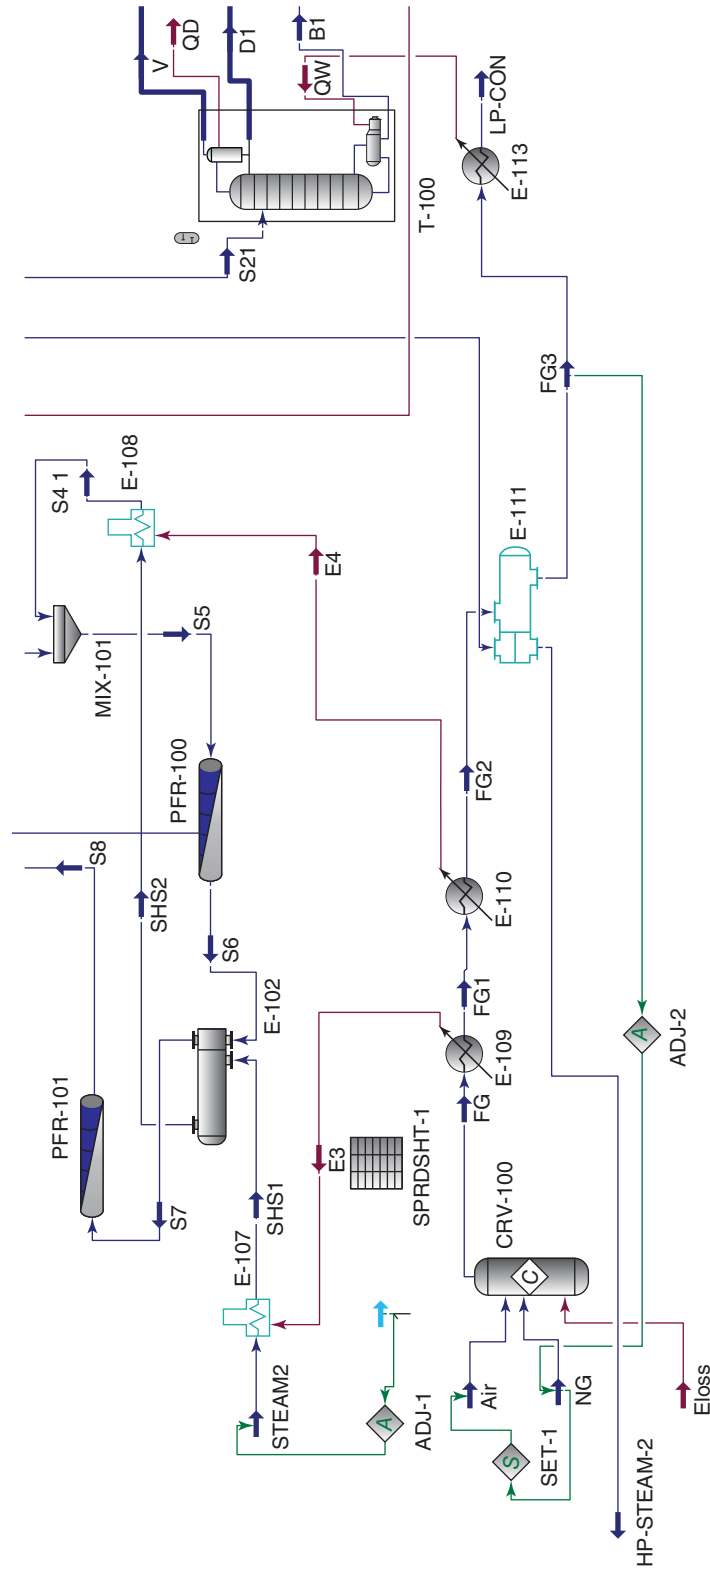 V
QD
D1
B1
QW
LP-CON
E-113
T-100
S21
FG3
E-108
S4 1
MIX-101
S5
E4
E-111
PFR-100
FG2
S8
SHS2
S6
E-110
E-102
FG1
ADJ-2
A
E-109
PFR-101
FG
E3
SPRDSHT-1
S7
SHS1
CRV-100
C
E-107
STEAM2
Air
NG
Eloss
A
ADJ-1
S
SET-1
HP-STEAM-2